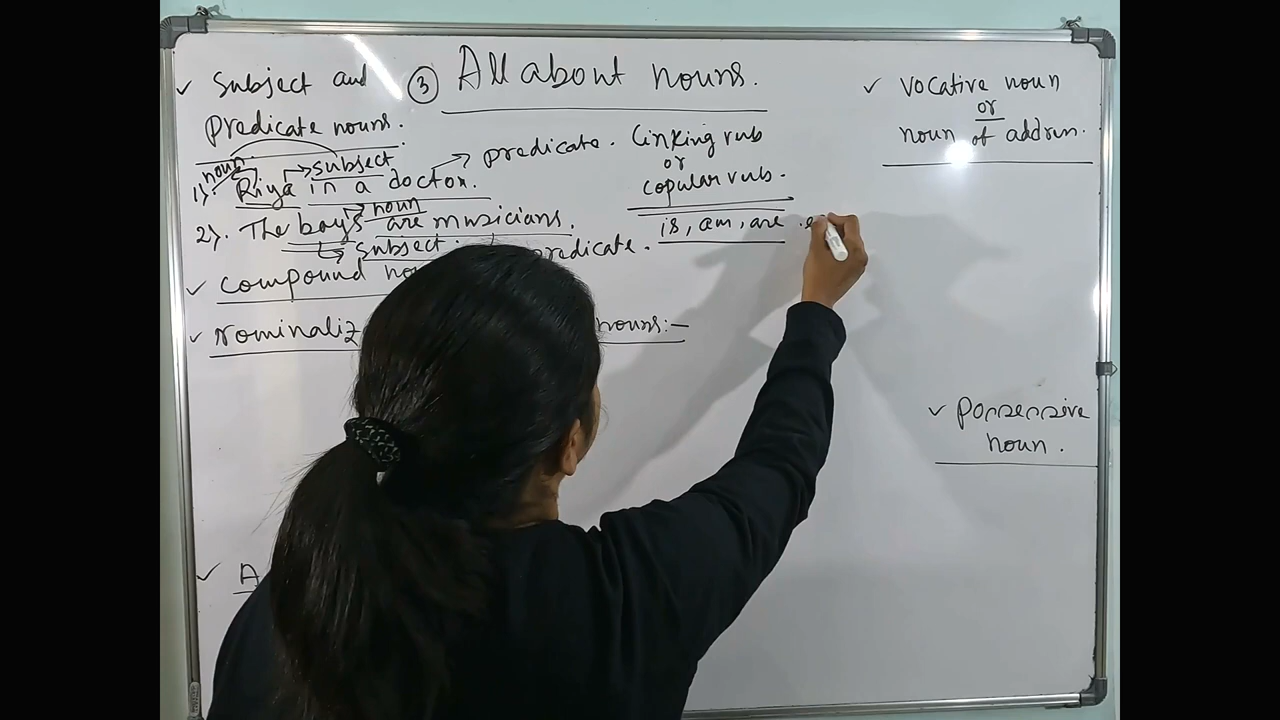 ③ All about nouns.
✓ Subject and
predicate nouns.
noun subject predicate.
1). Riya is a doctor.
noun
2). The boys are musicians.
subject. predicate.
✓ compound
✓ Nominaliz nouns:-
✓ A
linking verb
or
copular verb.
is, am, are.
✓ vocative noun
or
noun of address.
✓ possessive
noun.